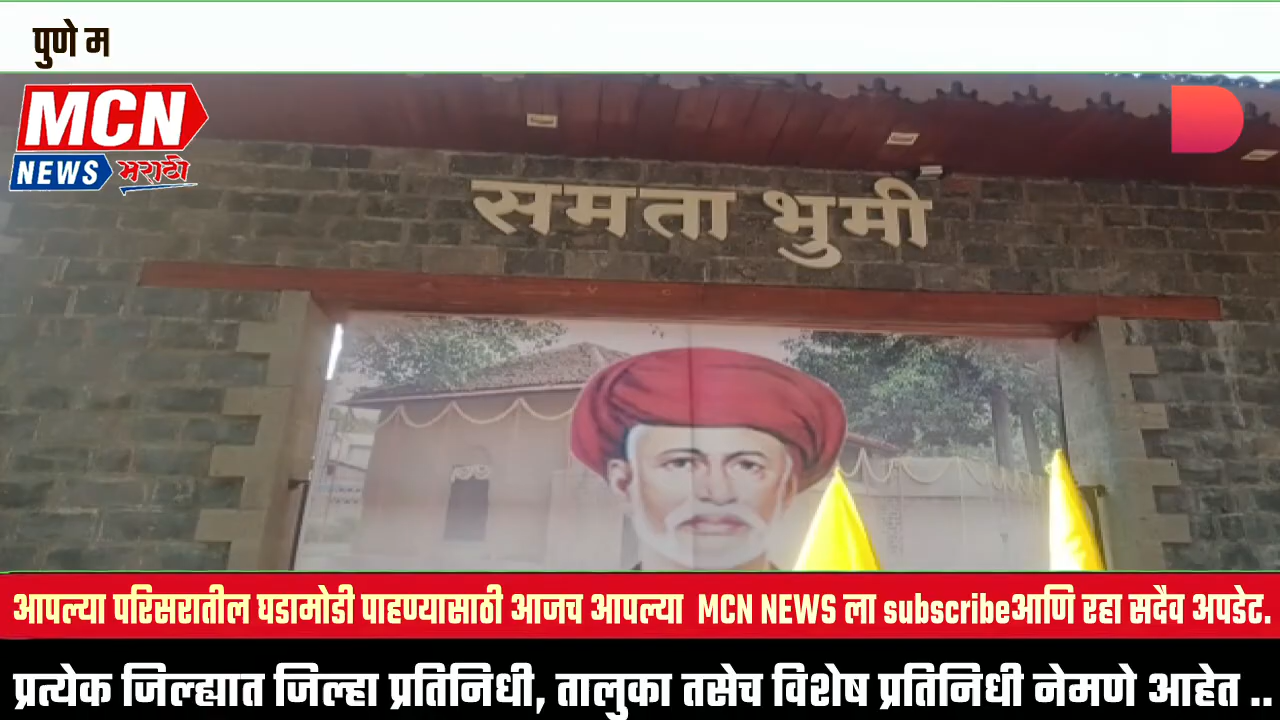 पुणे म
MCN
NEWS मराठी
समता भुमी
आपल्या परिसरातील घडामोडी पाहण्यासाठी आजच आपल्या MCN NEWS ला subscribeआणि रहा सदैव अपडेट.
प्रत्येक जिल्ह्यात जिल्हा प्रतिनिधी, तालुका तसेच विशेष प्रतिनिधी नेमणे आहेत ..